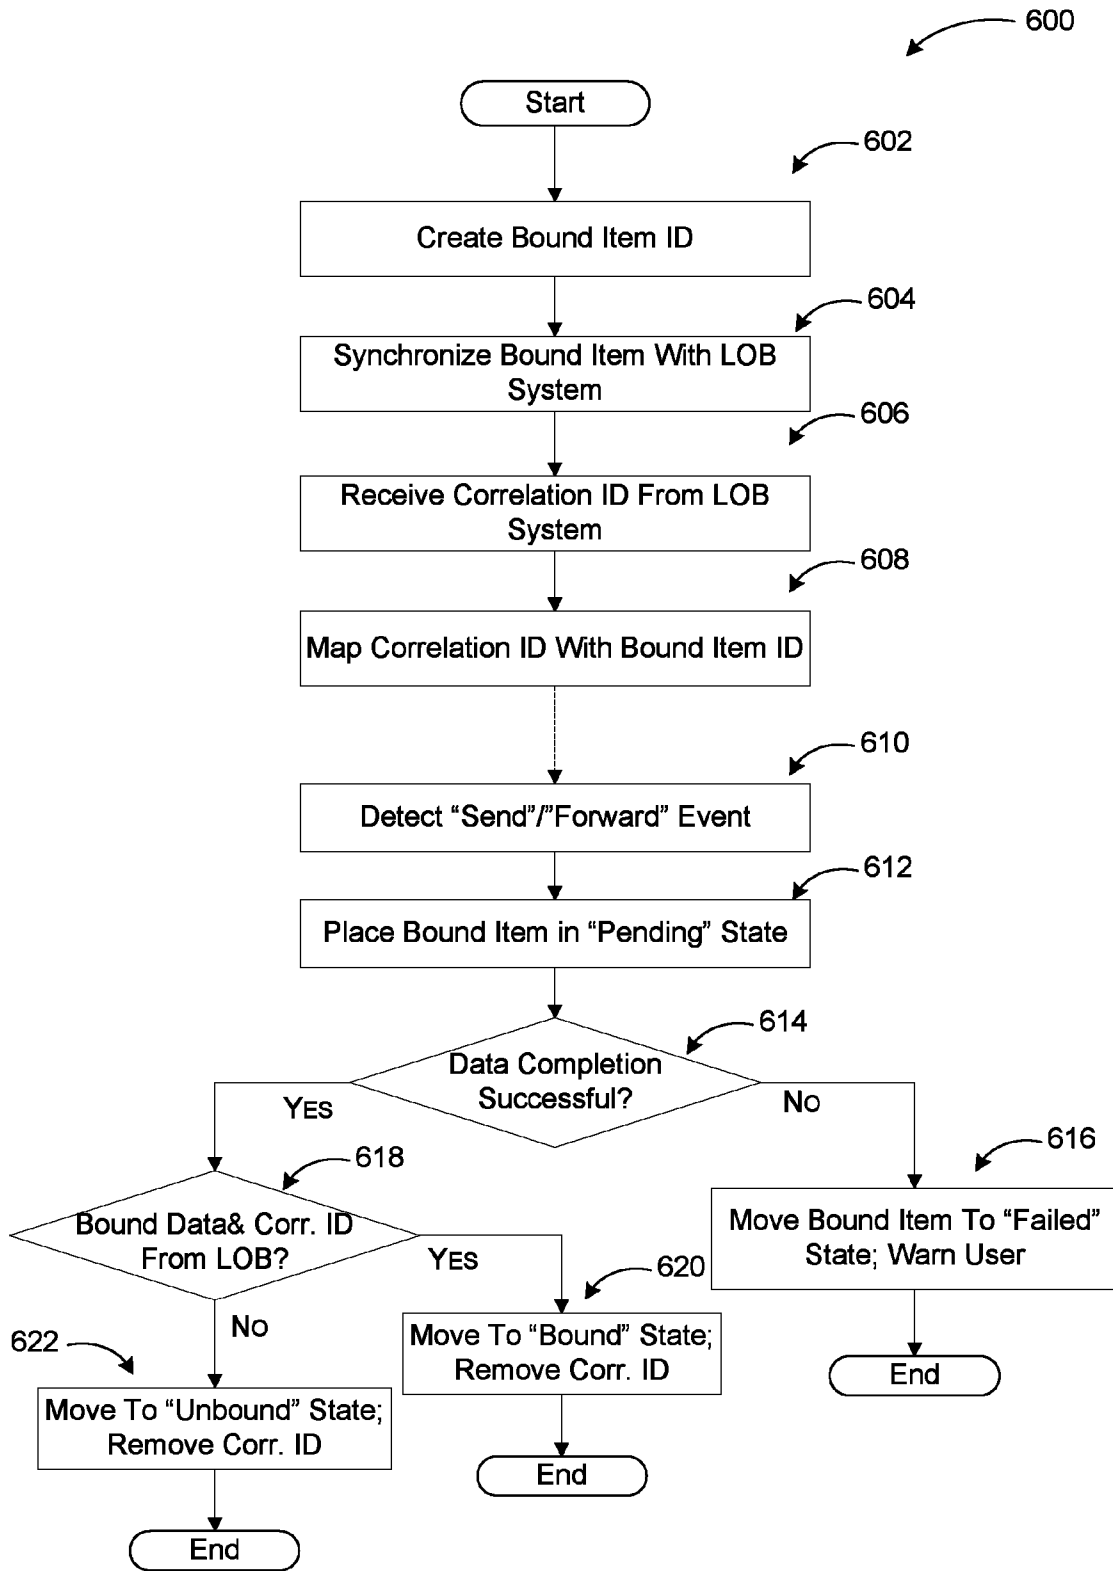 600
Start
602
Create Bound Item ID
604
Synchronize Bound Item With LOB
System
606
Receive Correlation ID From LOB
System
608
Map Correlation ID With Bound Item ID
610
Detect “Send”/”Forward” Event
612
Place Bound Item in “Pending” State
614
Data Completion
Successful?
YES
NO
616
618
Bound Data& Corr. ID
From LOB?
YES
Move Bound Item To “Failed”
State; Warn User
620
NO
622
Move To “Bound” State;
Remove Corr. ID
End
Move To “Unbound” State;
Remove Corr. ID
End
End